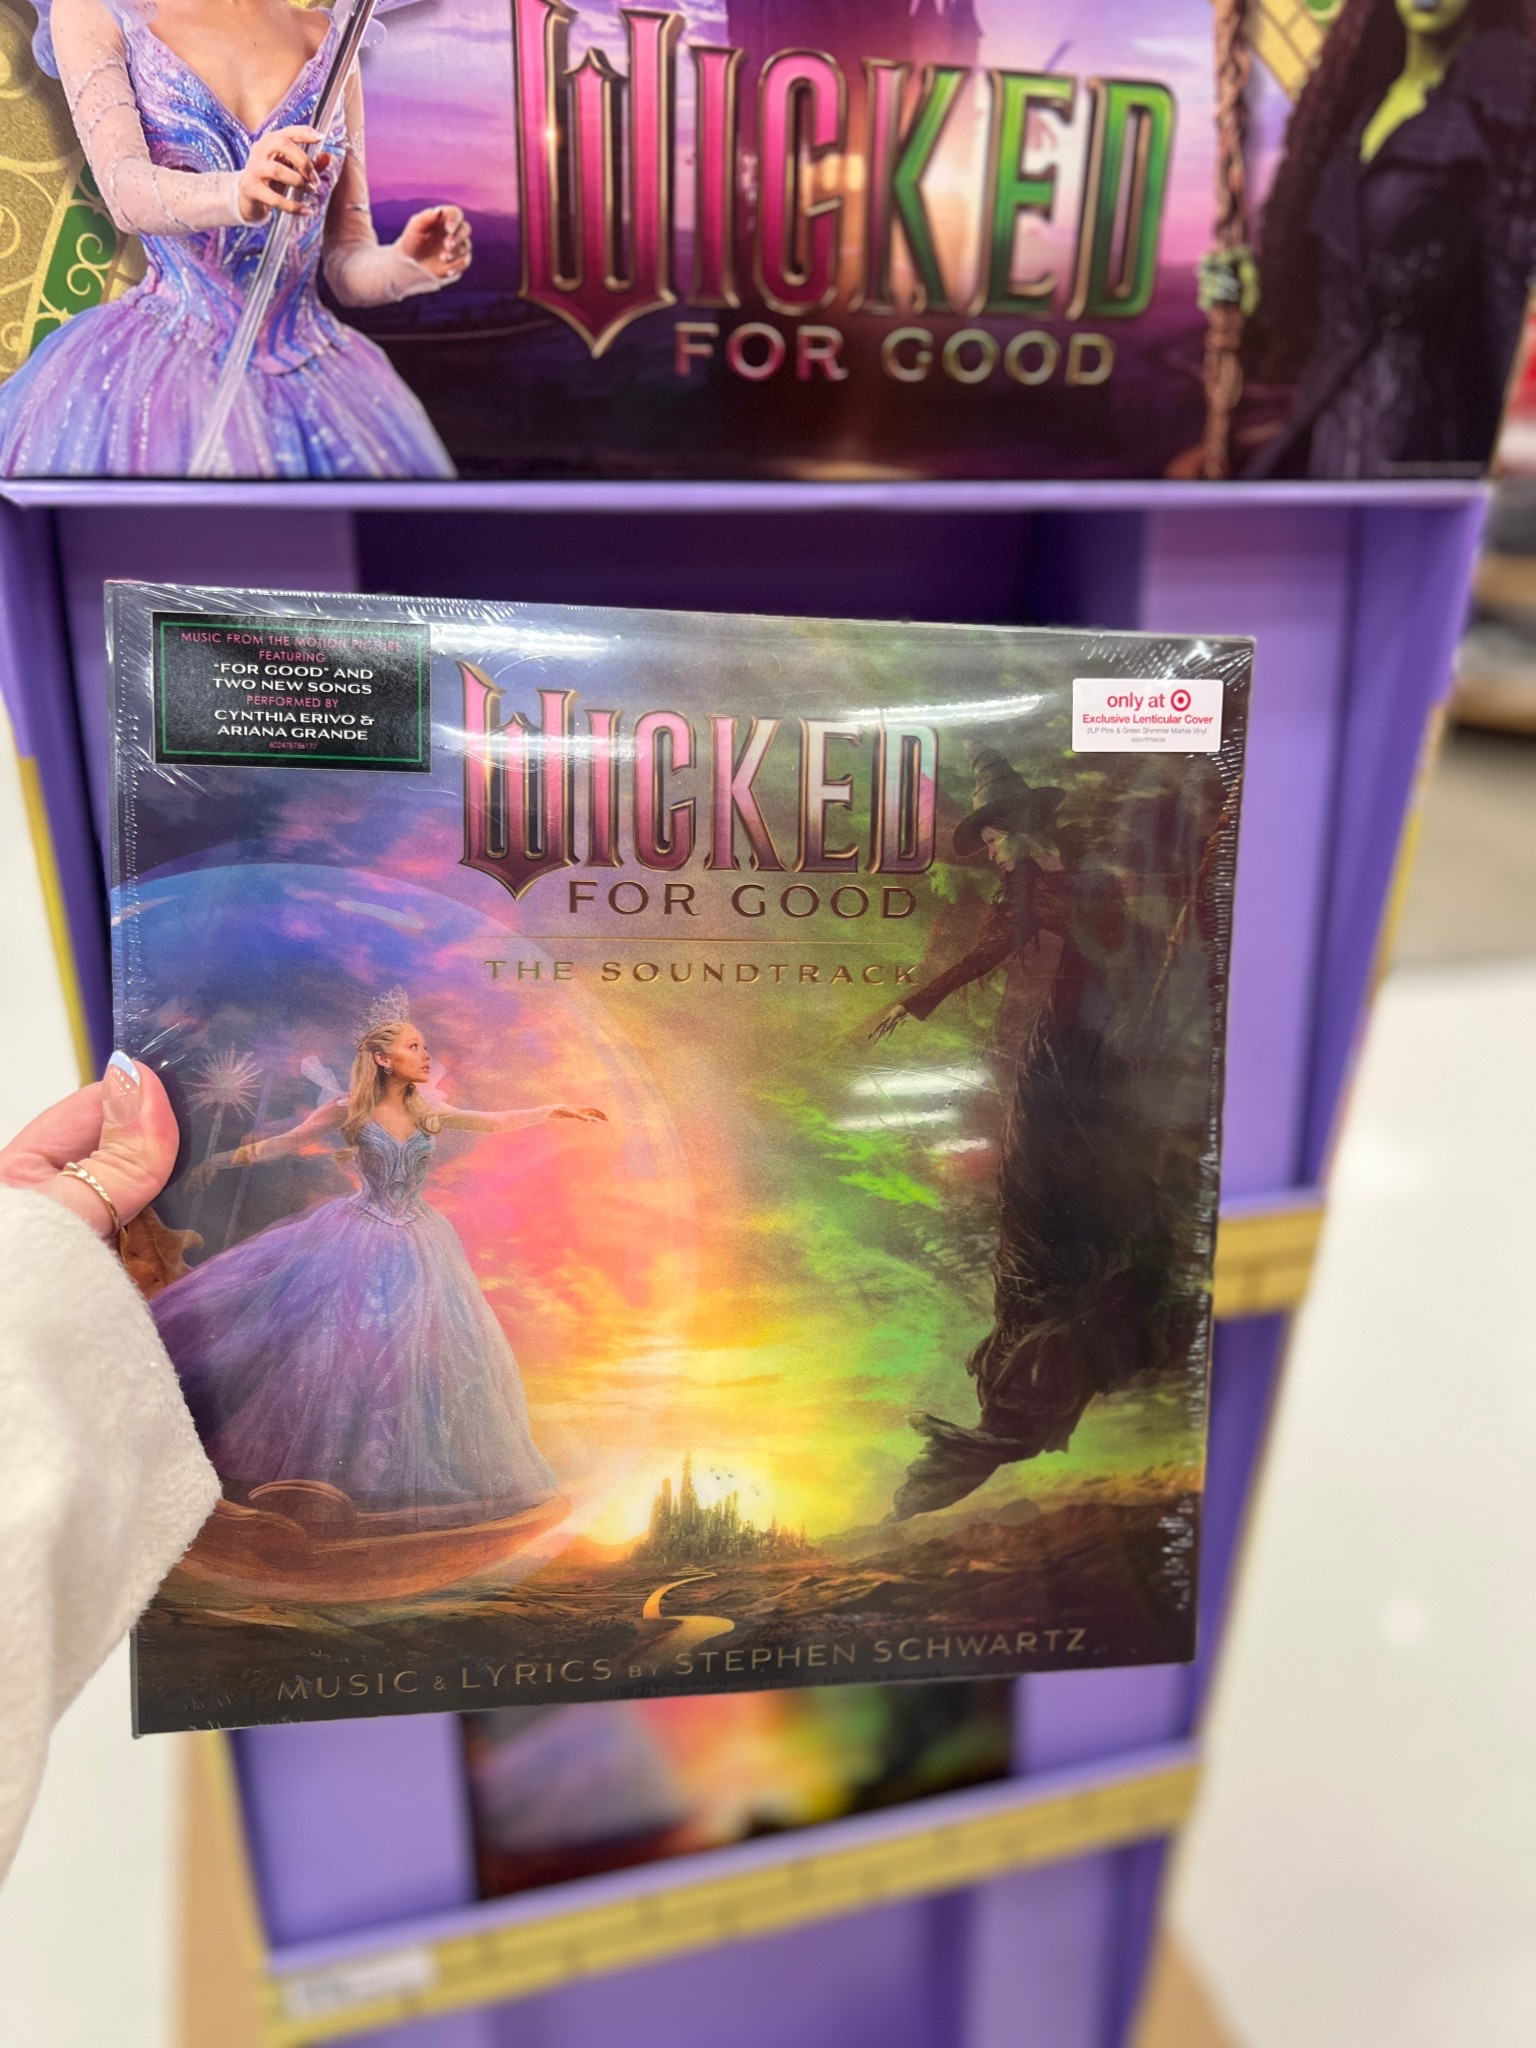 WICKED
FOR GOOD
MUSIC FROM THE MOTION PICTURE
FEATURING
"FOR GOOD" AND
TWO NEW SONGS
PERFORMED BY
CYNTHIA ERIVO &
ARIANA GRANDE
only at
Exclusive Lenticular Cover
2LP Pink & Green Shimmer Marble Vinyl
WICKED
FOR GOOD
THE SOUNDTRACK
MUSIC & LYRICS BY STEPHEN SCHWARTZ